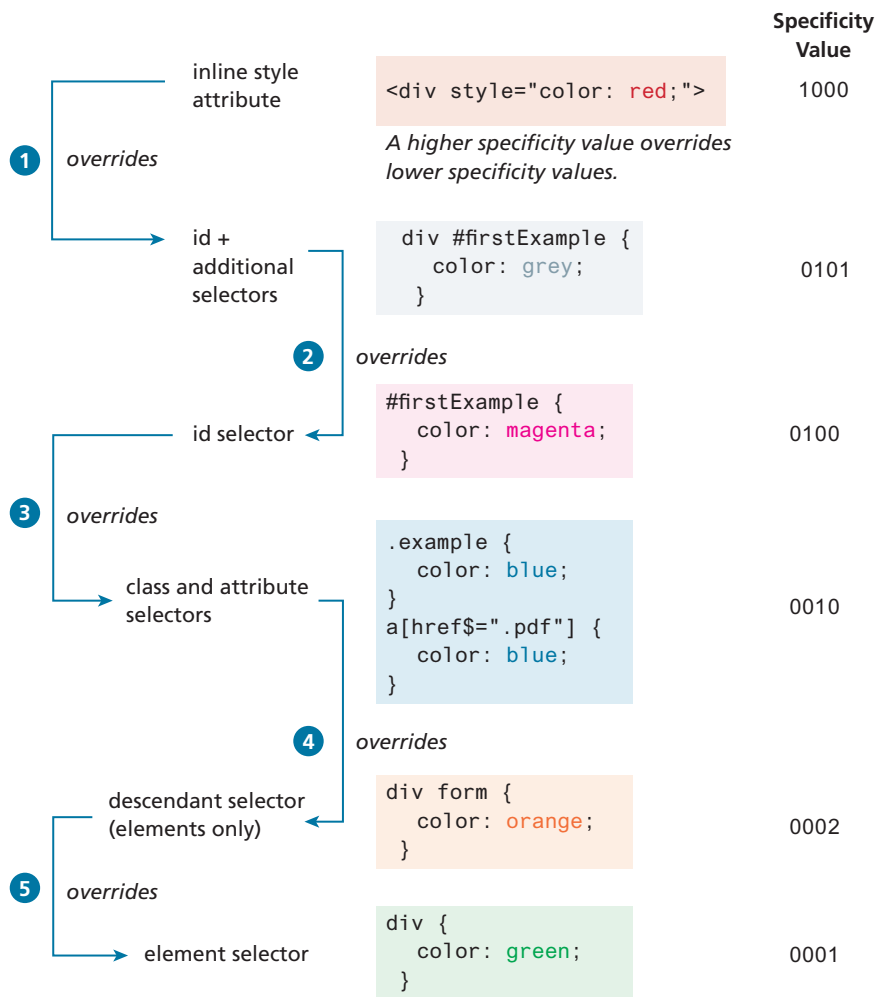 Specificity
Value
inline style
attribute
<div style="color: red;">
1000
1
overrides
A higher specificity value overrides
lower specificity values.
id +
additional
selectors
div #firstExample {
color: grey;
}
0101
2
overrides
id selector
#firstExample {
color: magenta;
}
0100
3
overrides
class and attribute
selectors
.example {
color: blue;
}
a[href$=".pdf"] {
color: blue;
}
0010
4
overrides
descendant selector
(elements only)
div form {
color: orange;
}
0002
5
overrides
element selector
div {
color: green;
}
0001